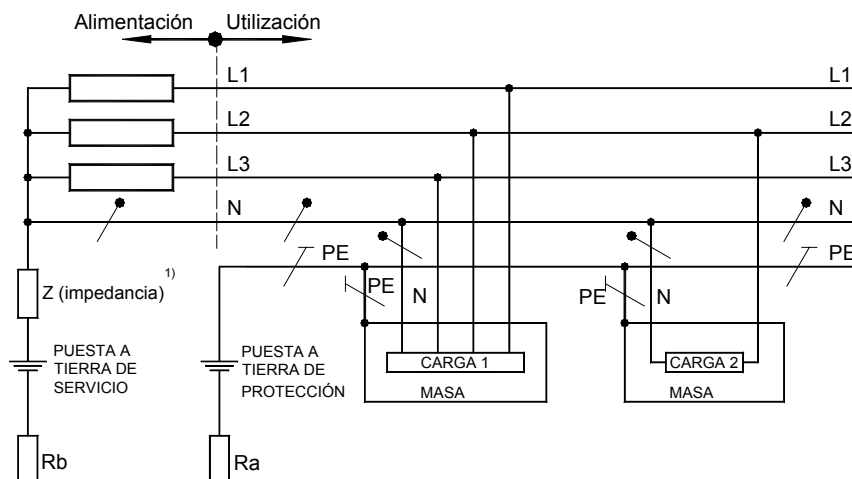 Alimentación Utilización
L1 L1
L2 L2
L3 L3
N N
PE PE
PE N
PE N
Z (impedancia) 1)
PUESTA A
TIERRA DE
SERVICIO
PUESTA A
TIERRA DE
PROTECCIÓN
CARGA 1
MASA
CARGA 2
MASA
Rb
Ra